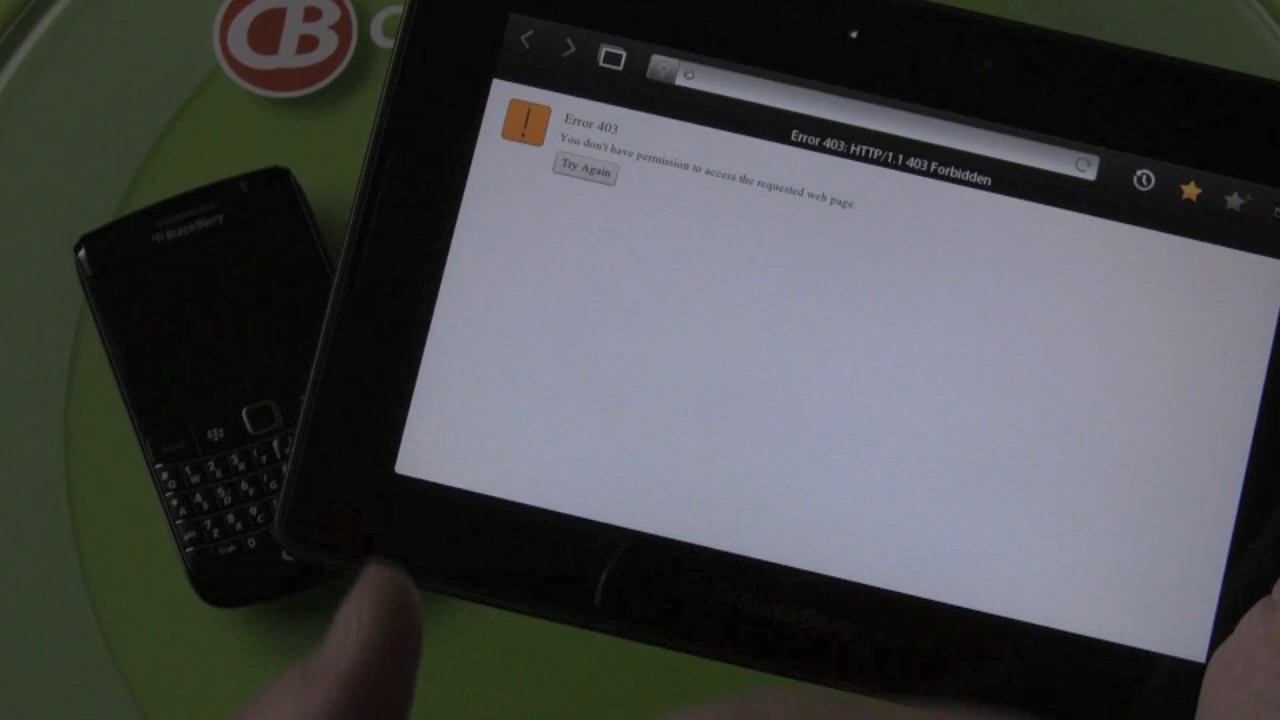 CB
Error 403: HTTP/1.1 403 Forbidden
Error 403
You don't have permission to access the requested web page.
Try Again
BlackBerry
BlackBerry